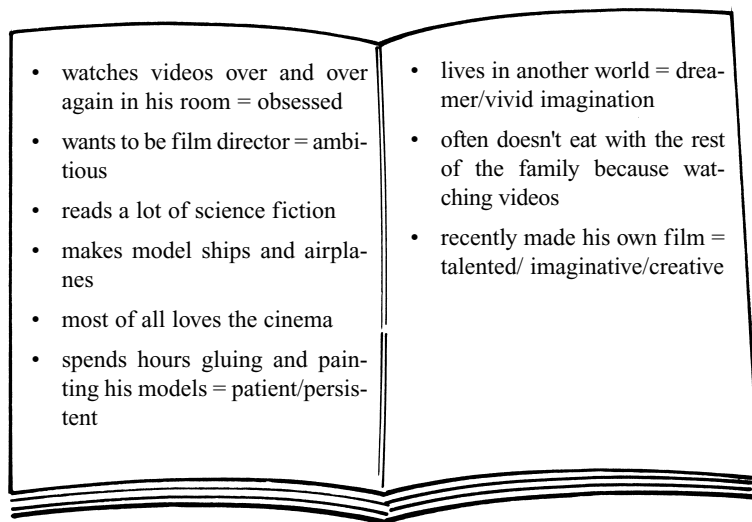 • watches videos over and over
again in his room = obsessed
• wants to be film director = ambi-
tious
• reads a lot of science fiction
• makes model ships and airpla-
nes
• most of all loves the cinema
• spends hours gluing and pain-
ting his models = patient/persis-
tent
• lives in another world = drea-
mer/vivid imagination
• often doesn't eat with the rest
of the family because wat-
ching videos
• recently made his own film =
talented/ imaginative/creative